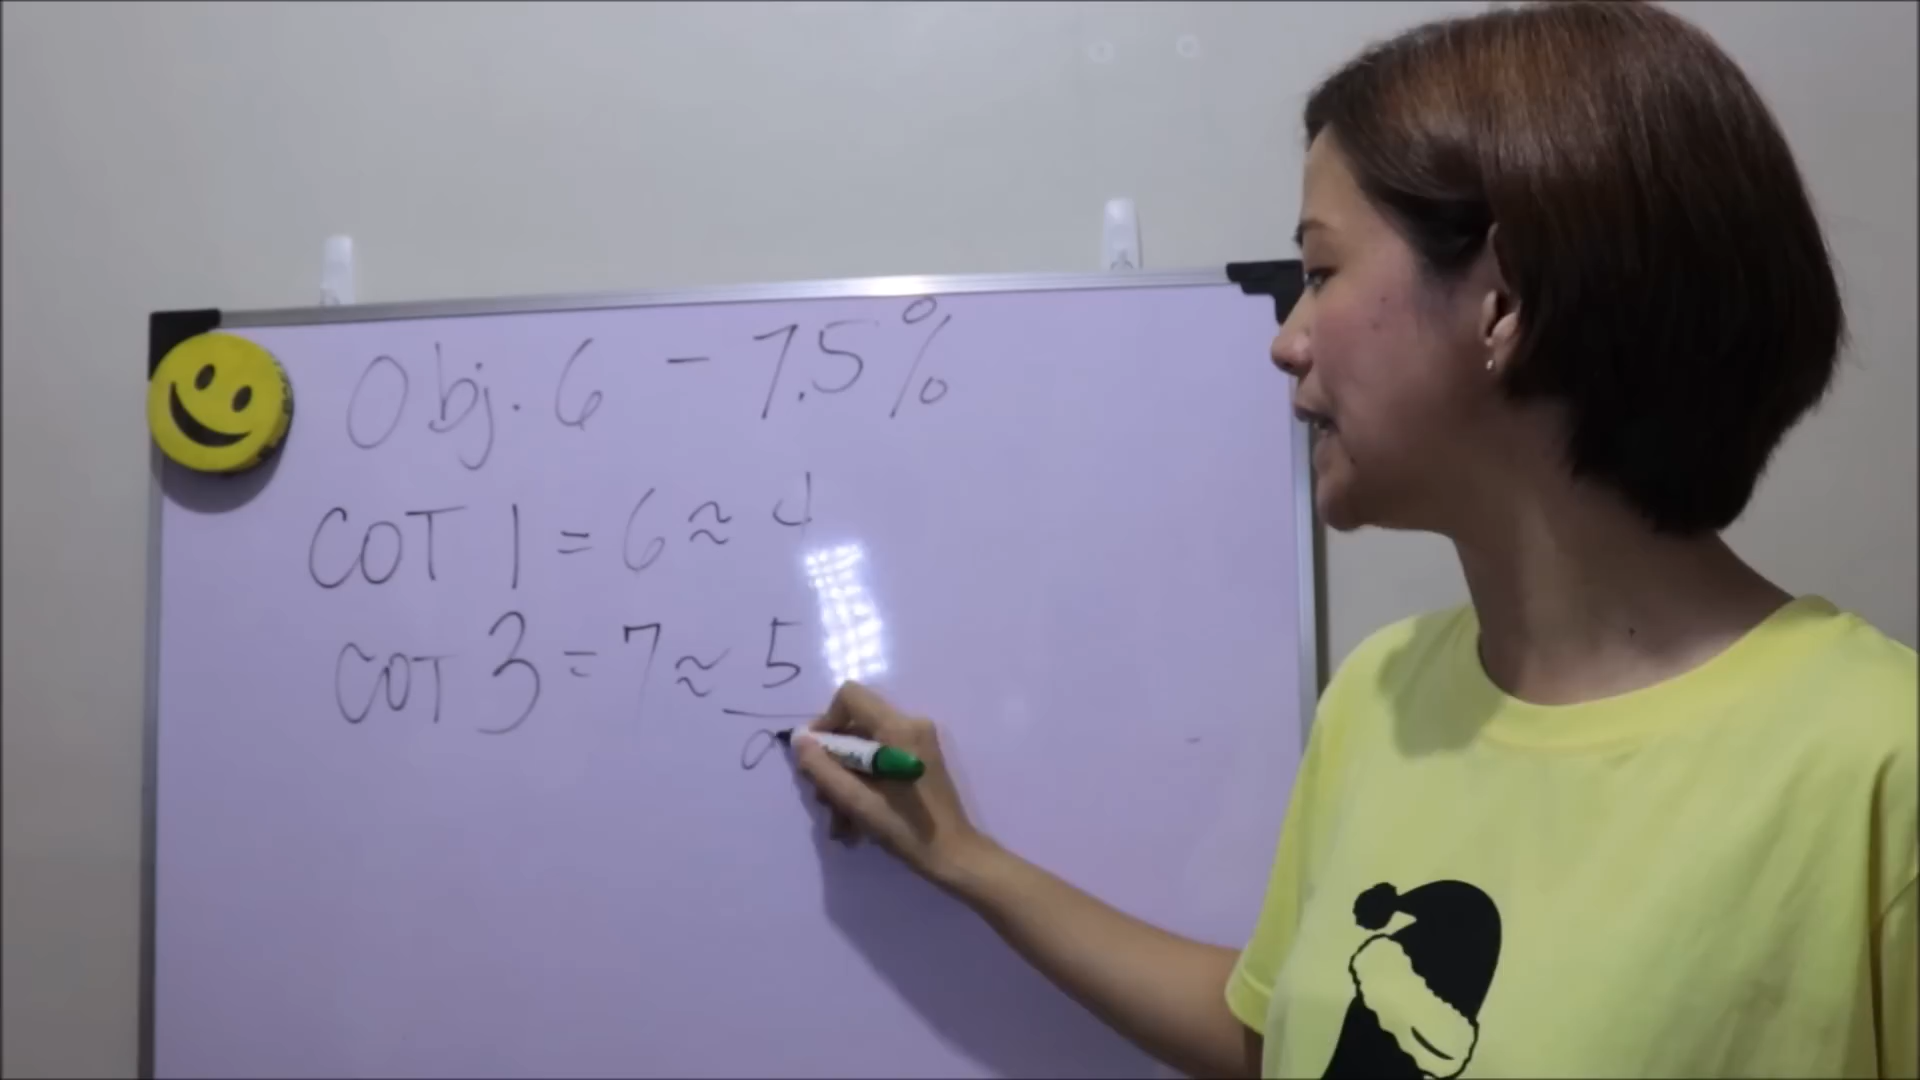 Obj. 6 - 7.5%
COT 1 = 6 ≈ 4
COT 3 = 7 ≈ 5